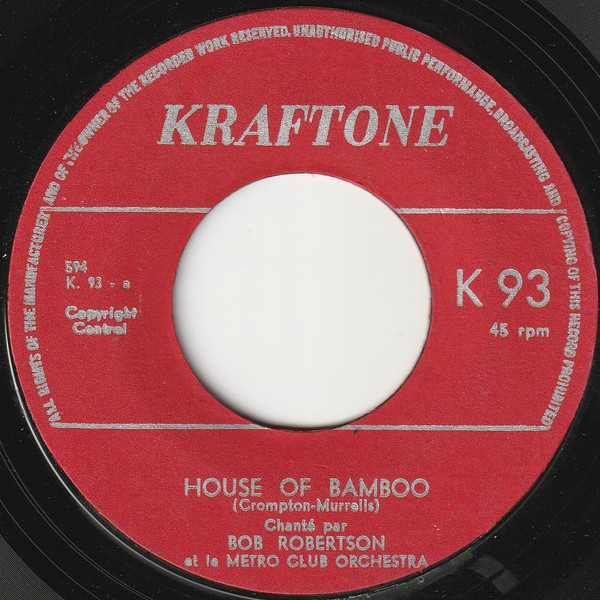 ALL RIGHTS OF THE MANUFACTURER AND OF THE OWNER OF THE RECORDED WORK RESERVED. UNAUTHORISED PUBLIC PERFORMANCE, BROADCASTING AND COPYING OF THIS RECORD PROHIBITED
KRAFTONE
594
K. 93 - a
Copyright
Control
K 93
45 rpm
HOUSE OF BAMBOO
(Crompton-Murrells)
Chanté par
BOB ROBERTSON
et le METRO CLUB ORCHESTRA